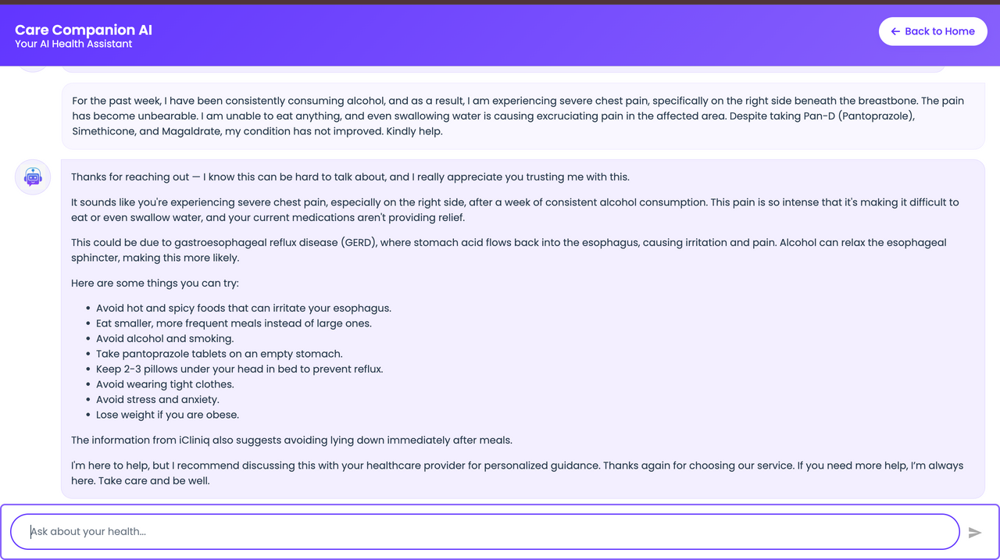 Care Companion AI
Your AI Health Assistant
← Back to Home
For the past week, I have been consistently consuming alcohol, and as a result, I am experiencing severe chest pain, specifically on the right side beneath the breastbone. The pain
has become unbearable. I am unable to eat anything, and even swallowing water is causing excruciating pain in the affected area. Despite taking Pan-D (Pantoprazole),
Simethicone, and Magaldrate, my condition has not improved. Kindly help.
Thanks for reaching out — I know this can be hard to talk about, and I really appreciate you trusting me with this.
It sounds like you're experiencing severe chest pain, especially on the right side, after a week of consistent alcohol consumption. This pain is so intense that it's making it difficult to
eat or even swallow water, and your current medications aren't providing relief.
This could be due to gastroesophageal reflux disease (GERD), where stomach acid flows back into the esophagus, causing irritation and pain. Alcohol can relax the esophageal
sphincter, making this more likely.
Here are some things you can try:
• Avoid hot and spicy foods that can irritate your esophagus.
• Eat smaller, more frequent meals instead of large ones.
• Avoid alcohol and smoking.
• Take pantoprazole tablets on an empty stomach.
• Keep 2-3 pillows under your head in bed to prevent reflux.
• Avoid wearing tight clothes.
• Avoid stress and anxiety.
• Lose weight if you are obese.
The information from iCliniq also suggests avoiding lying down immediately after meals.
I'm here to help, but I recommend discussing this with your healthcare provider for personalized guidance. Thanks again for choosing our service. If you need more help, I’m always
here. Take care and be well.
Ask about your health...